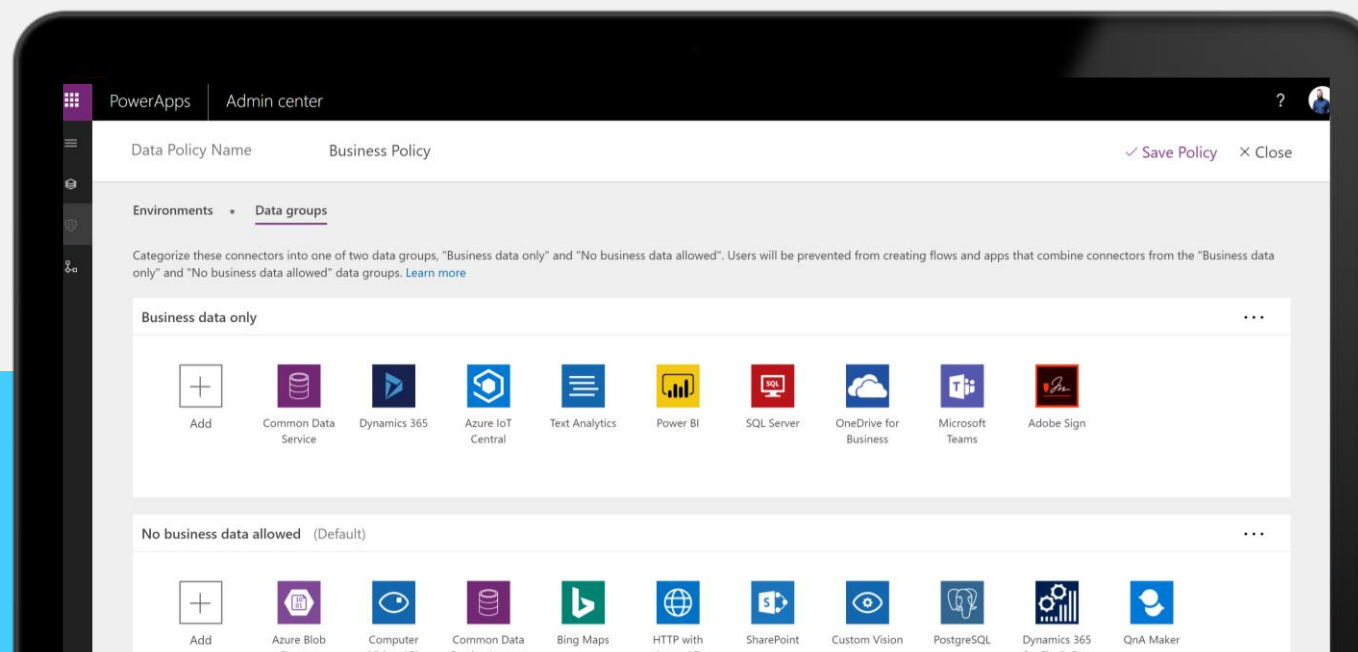 PowerApps Admin center ?
Data Policy Name Business Policy Save Policy Close
Environments • Data groups
Categorize these connectors into one of two data groups, "Business data only" and "No business data allowed". Users will be prevented from creating flows and apps that combine connectors from the "Business data
only" and "No business data allowed" data groups. Learn more
Business data only ...
SQL
Add Common Data Dynamics 365 Azure IoT Text Analytics Power BI SQL Server OneDrive for Microsoft Adobe Sign
Service Central Business Teams
No business data allowed (Default) ...
Add Azure Blob Computer Common Data Bing Maps HTTP with SharePoint Custom Vision PostgreSQL Dynamics 365 QnA Maker